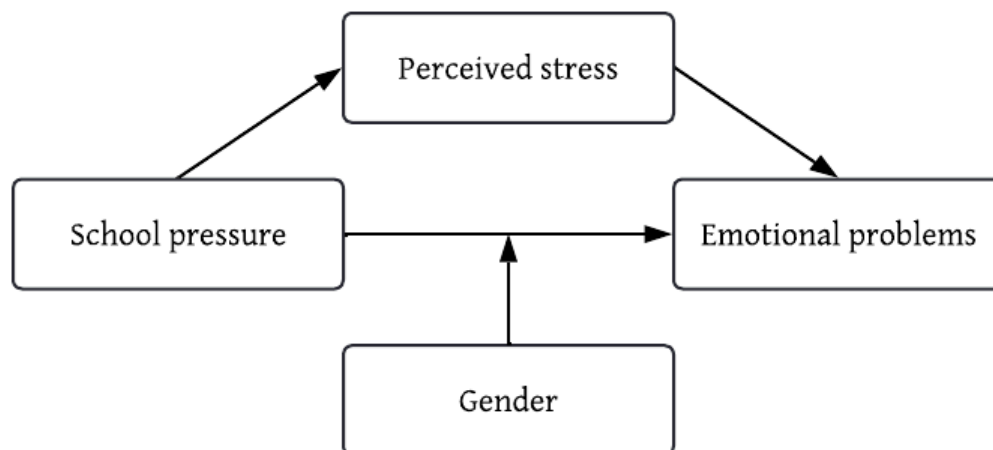 Perceived stress
School pressure
Emotional problems
Gender